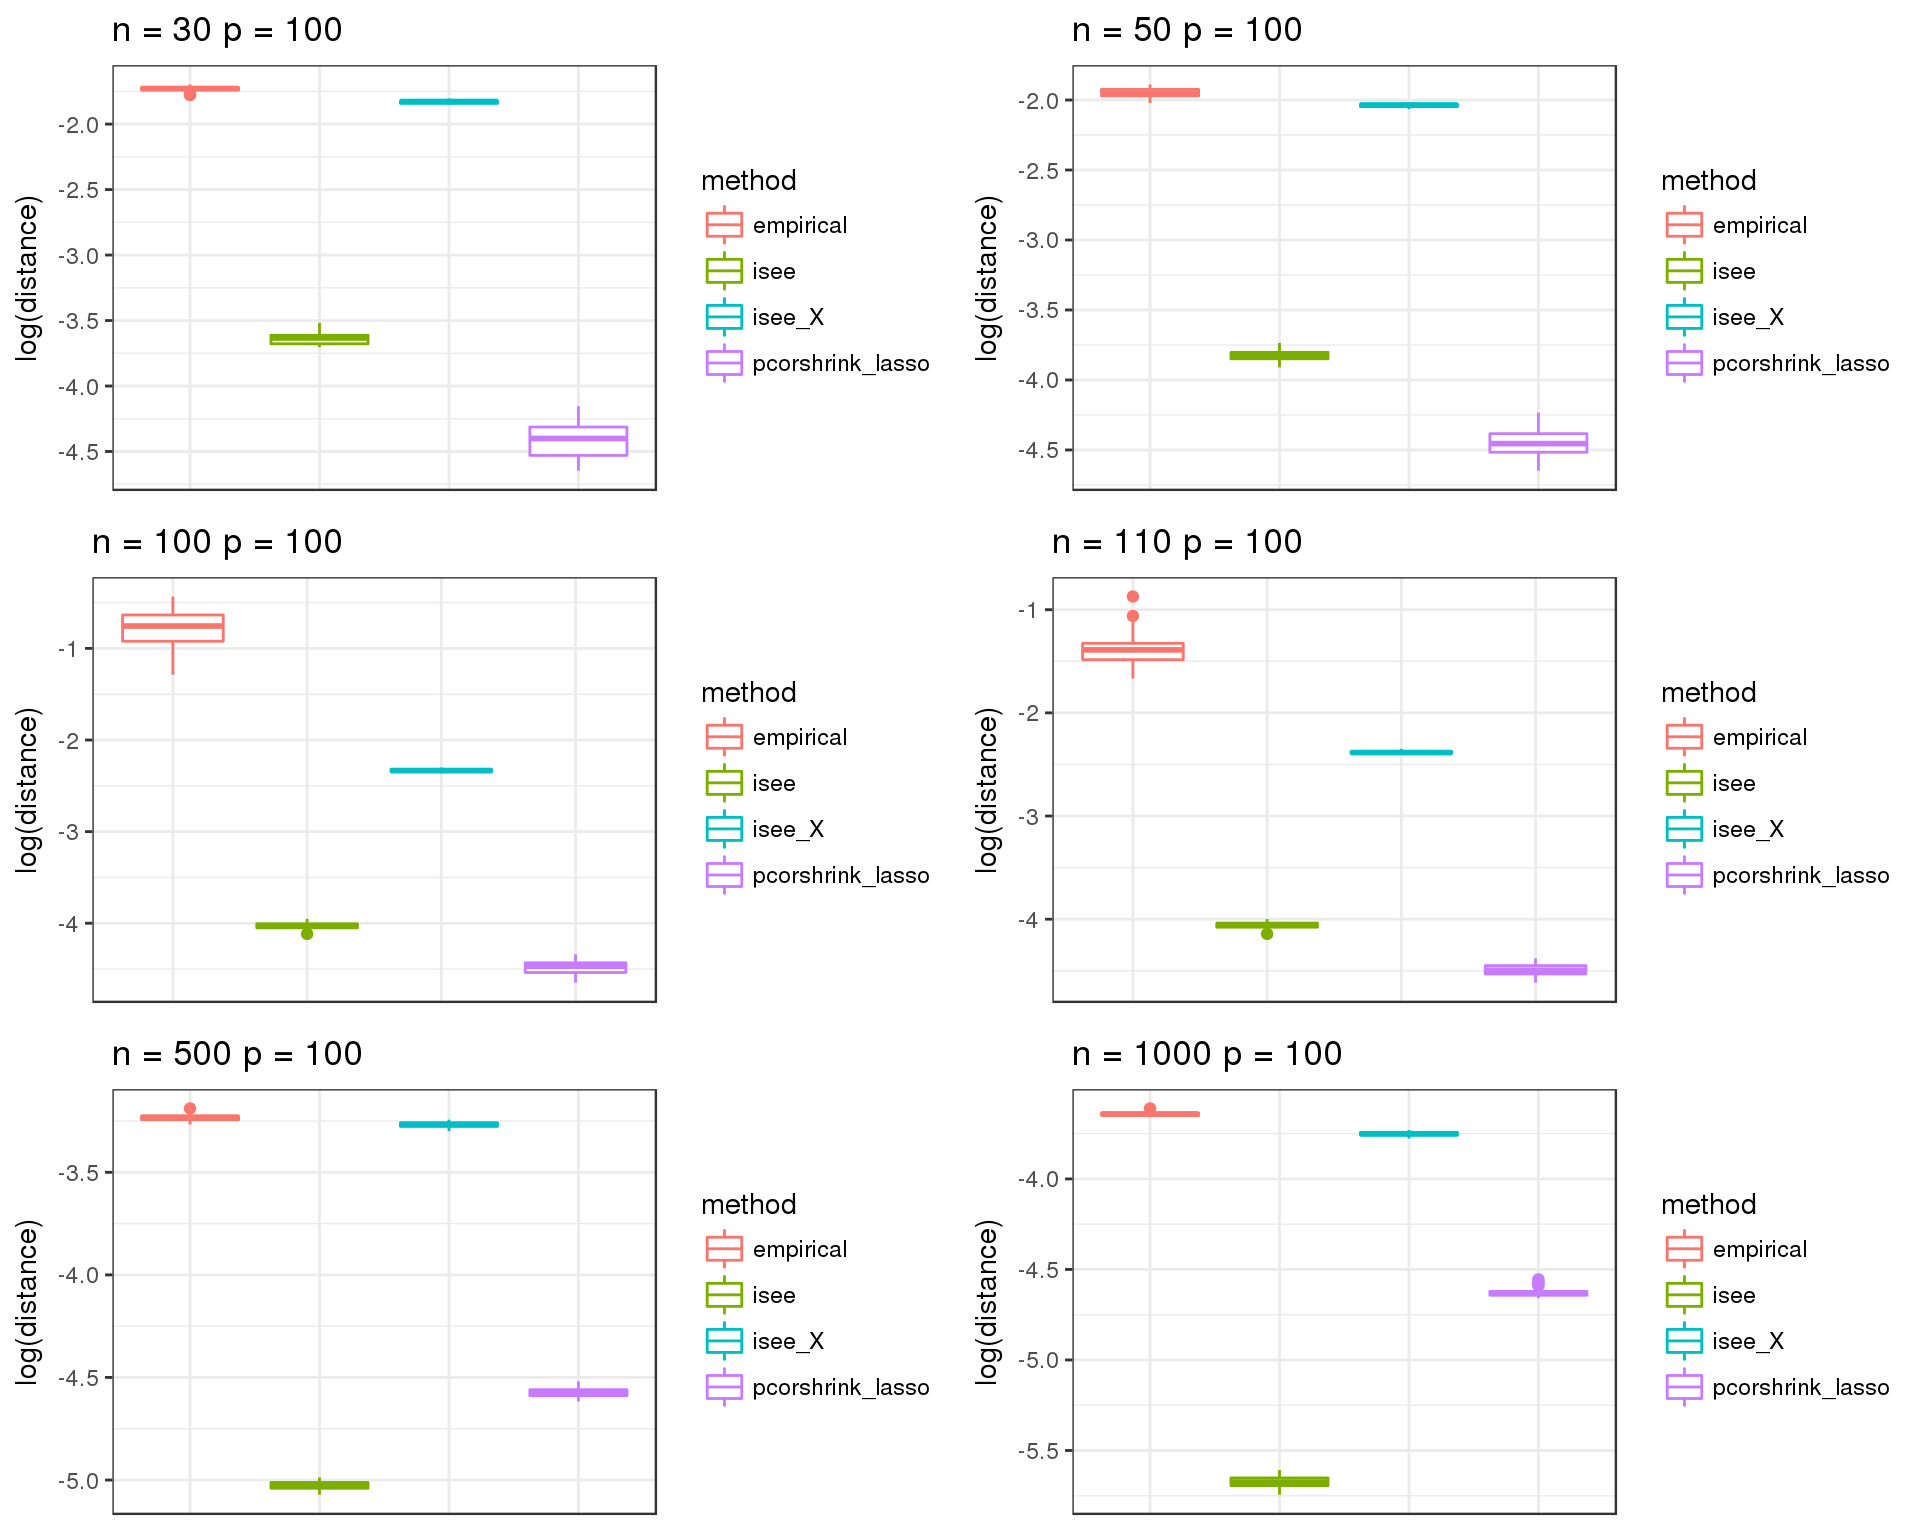 n = 30 p = 100
-2.0
-2.5
-3.0
-3.5
-4.0
-4.5
log(distance)
method
empirical
isee
isee_X
pcorshrink_lasso
n = 50 p = 100
-2.0
-2.5
-3.0
-3.5
-4.0
-4.5
log(distance)
method
empirical
isee
isee_X
pcorshrink_lasso
n = 100 p = 100
-1
-2
-3
-4
log(distance)
method
empirical
isee
isee_X
pcorshrink_lasso
n = 110 p = 100
-1
-2
-3
-4
log(distance)
method
empirical
isee
isee_X
pcorshrink_lasso
n = 500 p = 100
-3.5
-4.0
-4.5
-5.0
log(distance)
method
empirical
isee
isee_X
pcorshrink_lasso
n = 1000 p = 100
-4.0
-4.5
-5.0
-5.5
log(distance)
method
empirical
isee
isee_X
pcorshrink_lasso